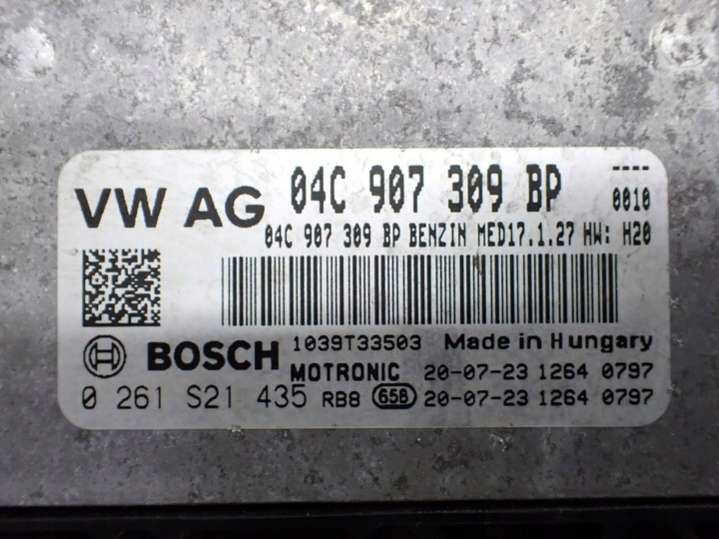 VW AG 04C 907 309 BP ----
0010
04C 907 309 BP BENZIN MED17.1.27 HW: H20
BOSCH 1039T33503 Made in Hungary
MOTRONIC 20-07-23 1264 0797
0 261 S21 435 RB8 658 20-07-23 1264 0797